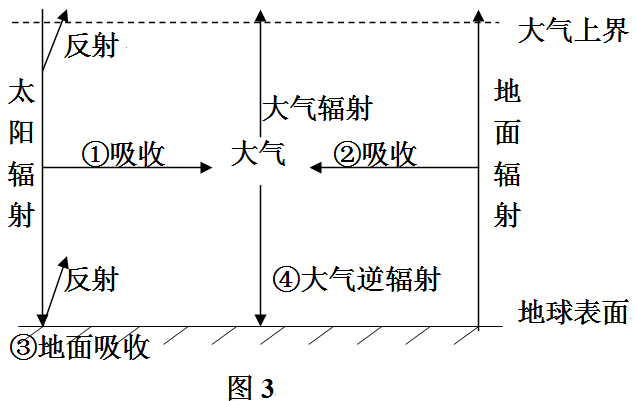 大气上界
反射
太阳辐射
大气辐射
地面辐射
①吸收
大气
②吸收
反射
④大气逆辐射
地球表面
③地面吸收
图3